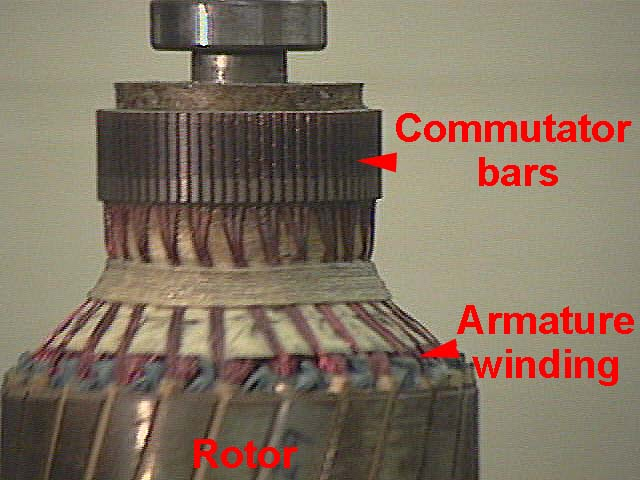 Commutator
bars
Armature
winding
Rotor